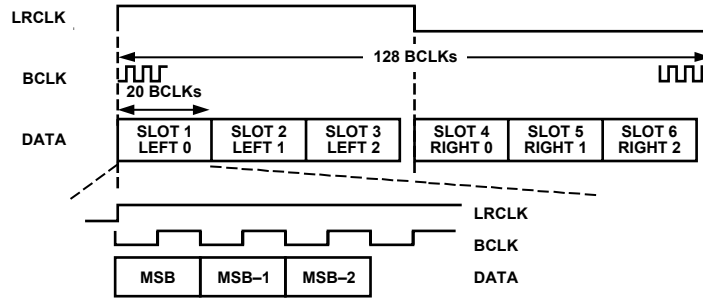 LRCLK
128 BCLKs
BCLK
20 BCLKs
DATA
SLOT 1 SLOT 2 SLOT 3 SLOT 4 SLOT 5 SLOT 6
LEFT 0 LEFT 1 LEFT 2 RIGHT 0 RIGHT 1 RIGHT 2
LRCLK
BCLK
MSB MSB–1 MSB–2 DATA